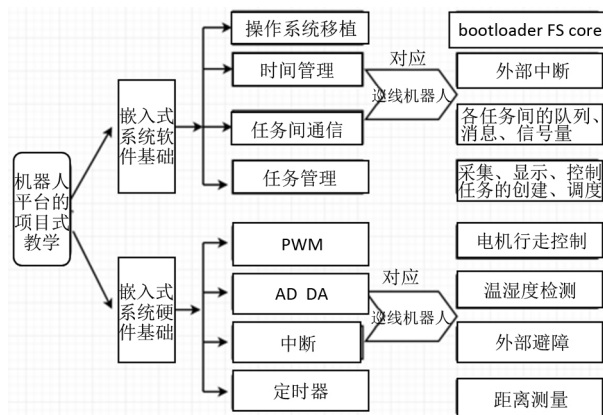 操作系统移植
bootloader FS core
时间管理
对应
外部中断
嵌入式
系统软
件基础
巡线机器人
任务间通信
各任务间的队列、
消息、信号量
任务管理
采集、显示、控制
任务的创建、调度
机器人
平台的
项目式
教学
PWM
电机行走控制
嵌入式
系统硬
件基础
AD DA
对应
温湿度检测
巡线机器人
中断
外部避障
定时器
距离测量